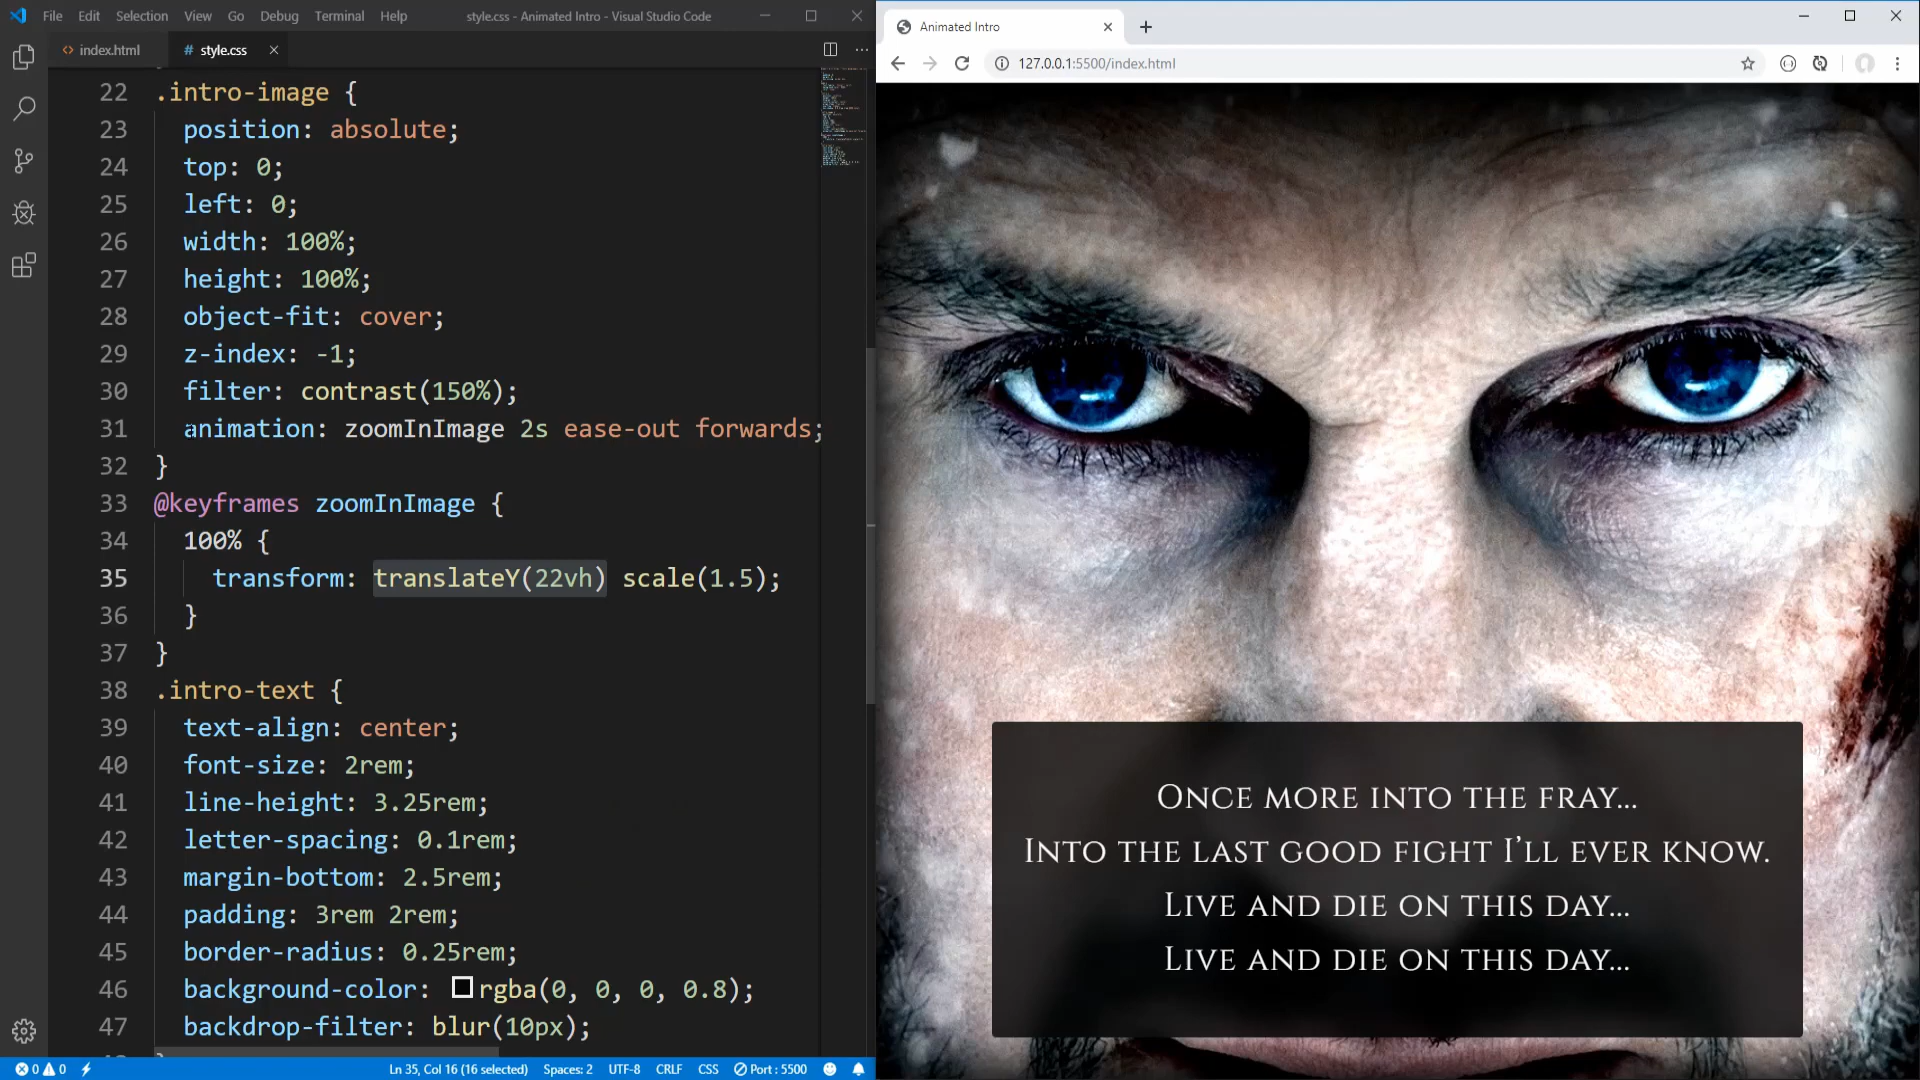 File Edit Selection View Go Debug Terminal Help style.css - Animated Intro - Visual Studio Code
index.html # style.css
22 .intro-image {
23 position: absolute;
24 top: 0;
25 left: 0;
26 width: 100%;
27 height: 100%;
28 object-fit: cover;
29 z-index: -1;
30 filter: contrast(150%);
31 animation: zoomInImage 2s ease-out forwards;
32 }
33 @keyframes zoomInImage {
34 100% {
35 transform: translateY(22vh) scale(1.5);
36 }
37 }
38 .intro-text {
39 text-align: center;
40 font-size: 2rem;
41 line-height: 3.25rem;
42 letter-spacing: 0.1rem;
43 margin-bottom: 2.5rem;
44 padding: 3rem 2rem;
45 border-radius: 0.25rem;
46 background-color: rgba(0, 0, 0, 0.8);
47 backdrop-filter: blur(10px);
0 0 Ln 35, Col 16 (16 selected) Spaces: 2 UTF-8 CRLF CSS Port : 5500
Animated Intro
127.0.0.1:5500/index.html
Once more into the fray...
Into the last good fight I'll ever know.
Live and die on this day...
Live and die on this day...